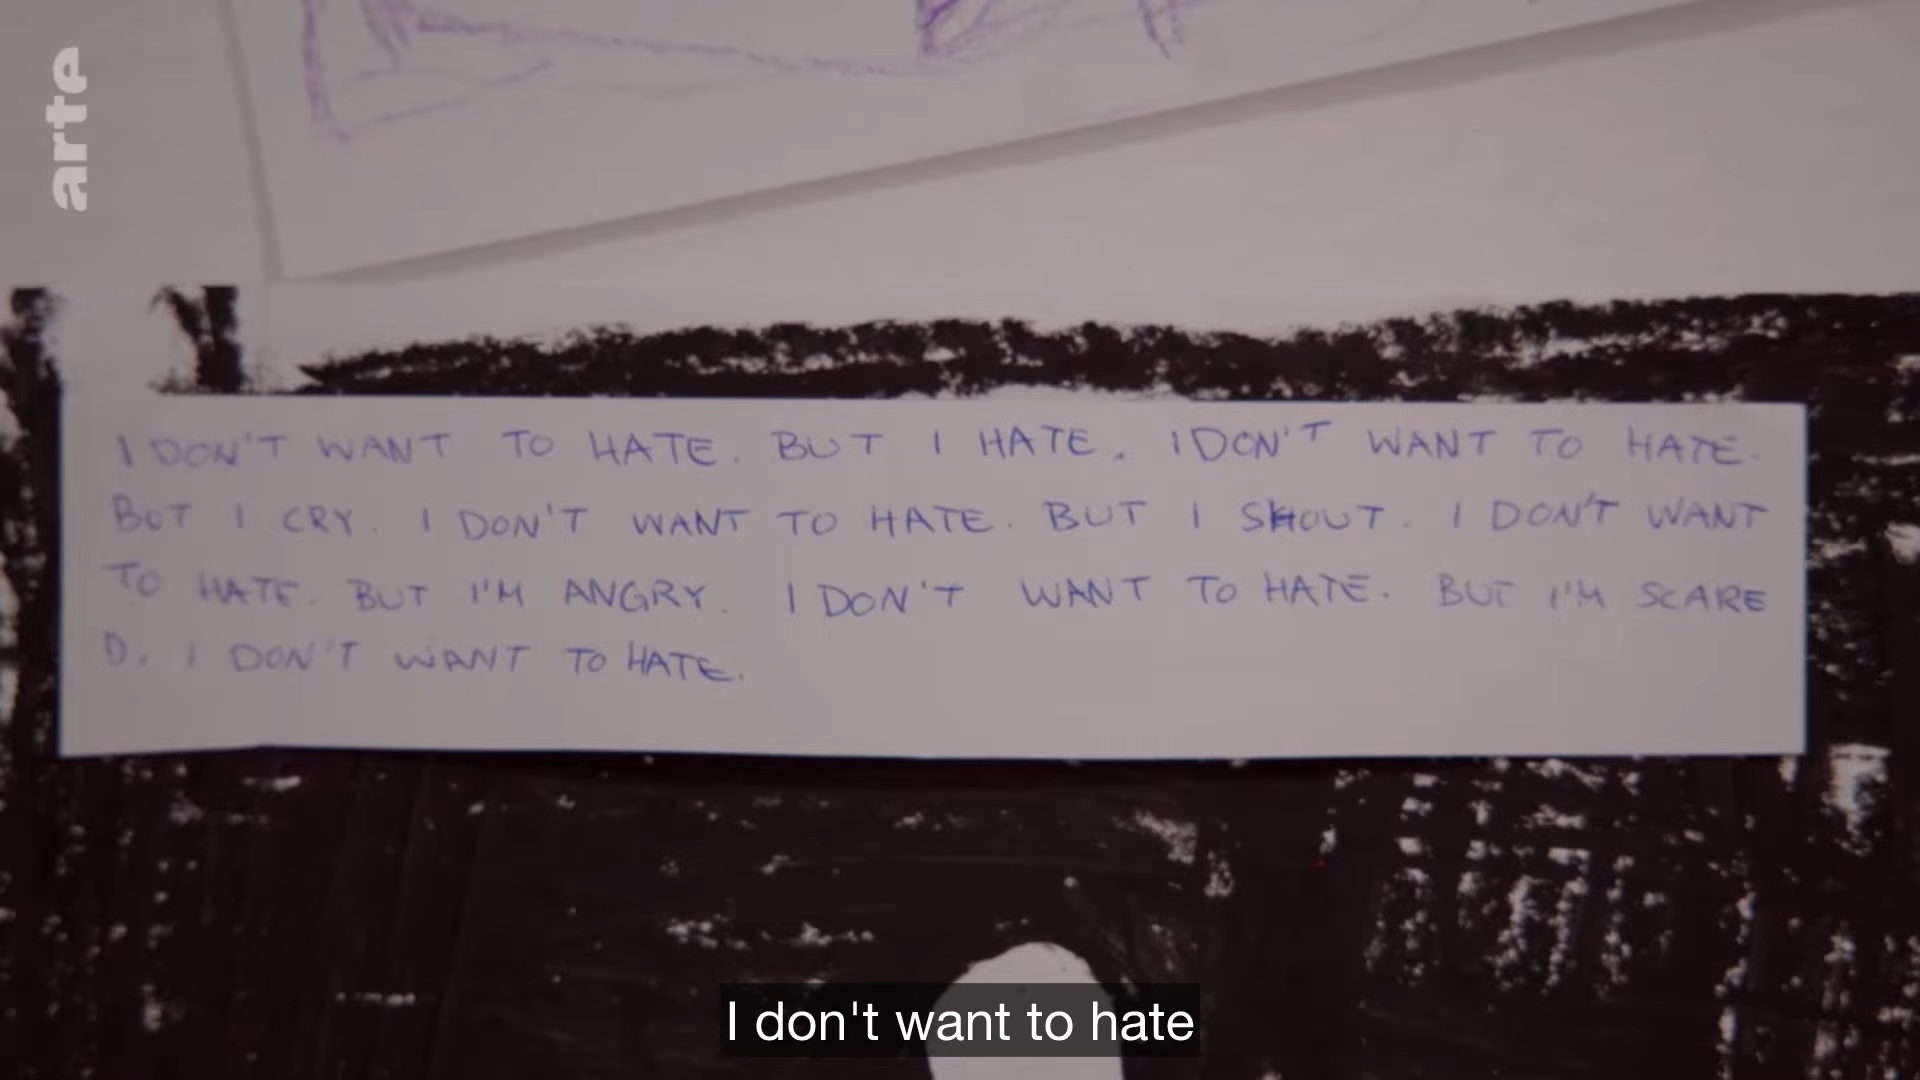 arte
I DON'T WANT TO HATE. BUT I HATE. I DON'T WANT TO HATE.
BUT I CRY. I DON'T WANT TO HATE. BUT I SHOUT. I DON'T WANT
TO HATE. BUT I'M ANGRY. I DON'T WANT TO HATE. BUT I'M SCARE
D. I DON'T WANT TO HATE.
I don't want to hate